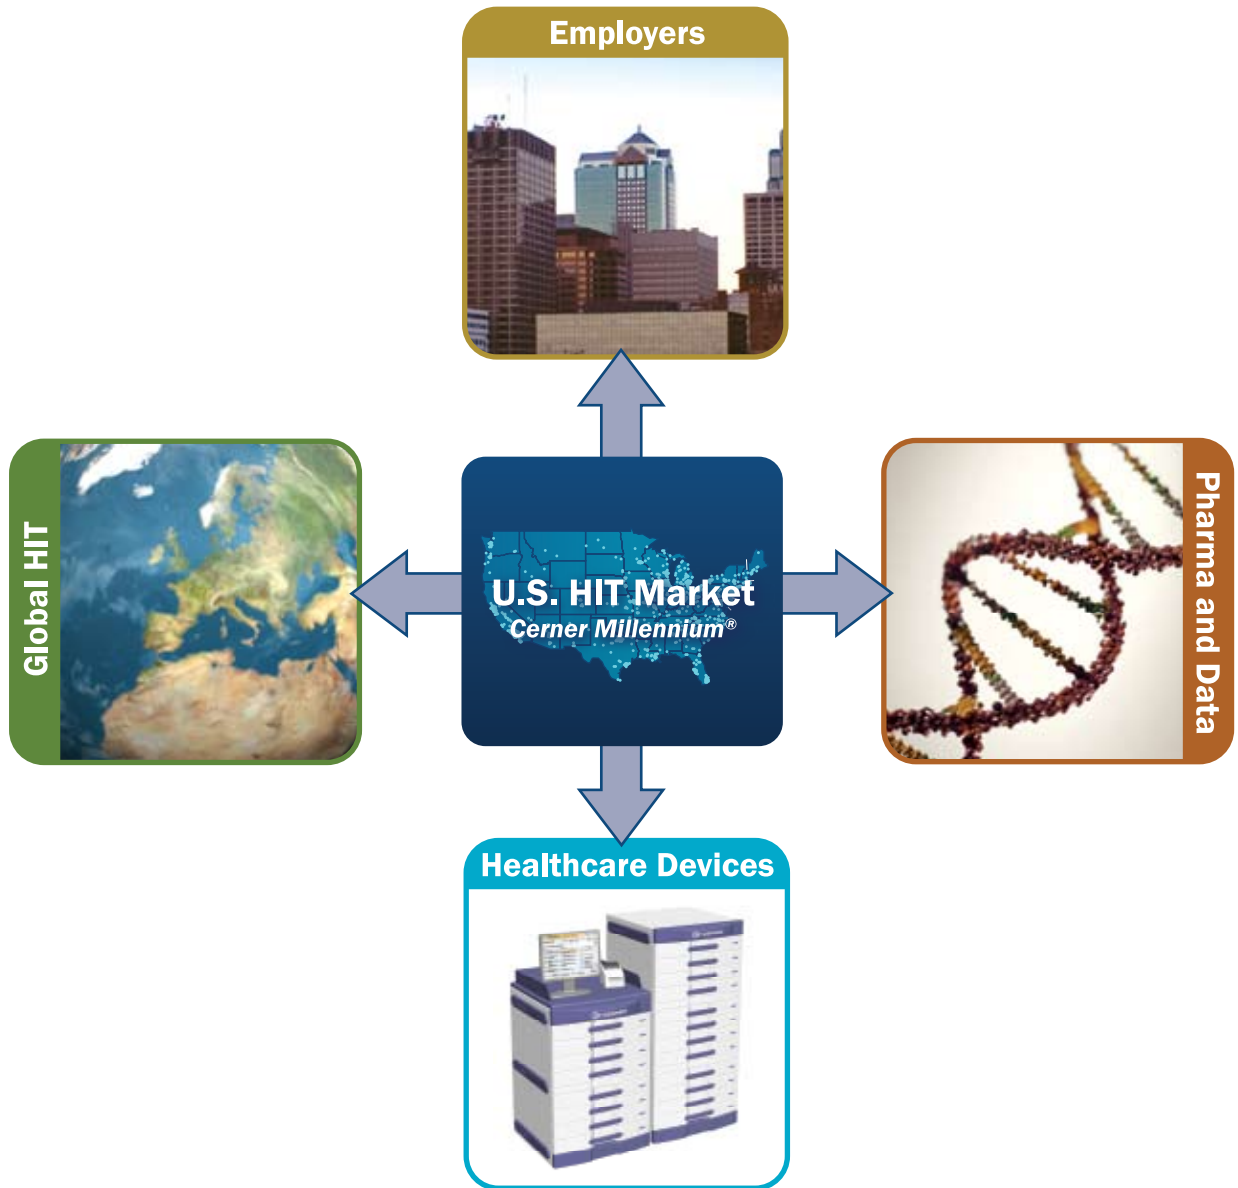 Employers
Global HIT
U.S. HIT Market
Cerner Millennium®
Pharma and Data
Healthcare Devices